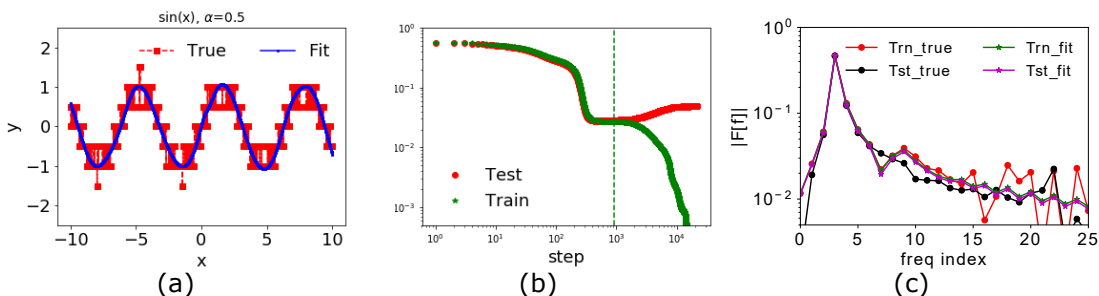 sin(x), α=0.5
True
Fit
2
1
0
−1
−2
y
−10
−5
0
5
10
x
(a)
10⁰
10⁻¹
10⁻²
10⁻³
Test
Train
10⁰
10¹
10²
10³
10⁴
step
(b)
10⁰
10⁻¹
10⁻²
|F[f]|
Trn_true
Tst_true
Trn_fit
Tst_fit
0
5
10
15
20
25
freq index
(c)